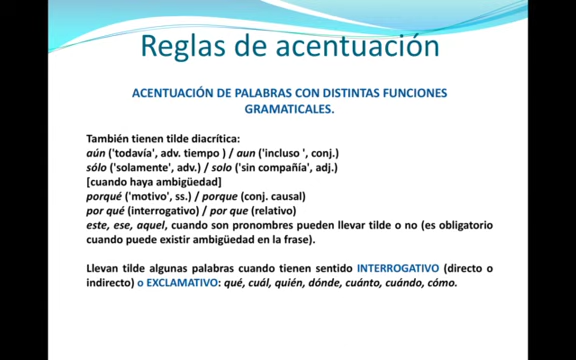 Reglas de acentuación
ACENTUACIÓN DE PALABRAS CON DISTINTAS FUNCIONES
GRAMATICALES.
También tienen tilde diacrítica:
aún ('todavía', adv. tiempo ) / aun ('incluso ', conj.)
sólo ('solamente', adv.) / solo ('sin compañía', adj.)
[cuando haya ambigüedad]
porqué ('motivo', ss.) / porque (conj. causal)
por qué (interrogativo) / por que (relativo)
este, ese, aquel, cuando son pronombres pueden llevar tilde o no (es obligatorio
cuando puede existir ambigüedad en la frase).
Llevan tilde algunas palabras cuando tienen sentido INTERROGATIVO (directo o
indirecto) o EXCLAMATIVO: qué, cuál, quién, dónde, cuánto, cuándo, cómo.